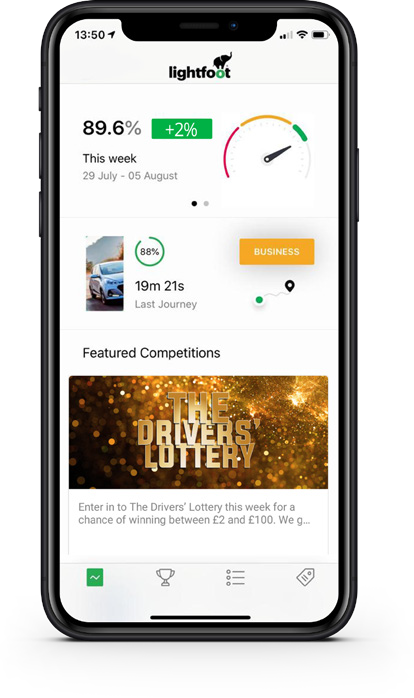 13:50
lightfoot
89.6% +2%
This week
29 July - 05 August
88%
BUSINESS
19m 21s
Last Journey
Featured Competitions
THE
DRIVERS'
LOTTERY
Enter in to The Drivers' Lottery this week for a
chance of winning between £2 and £100. We g...